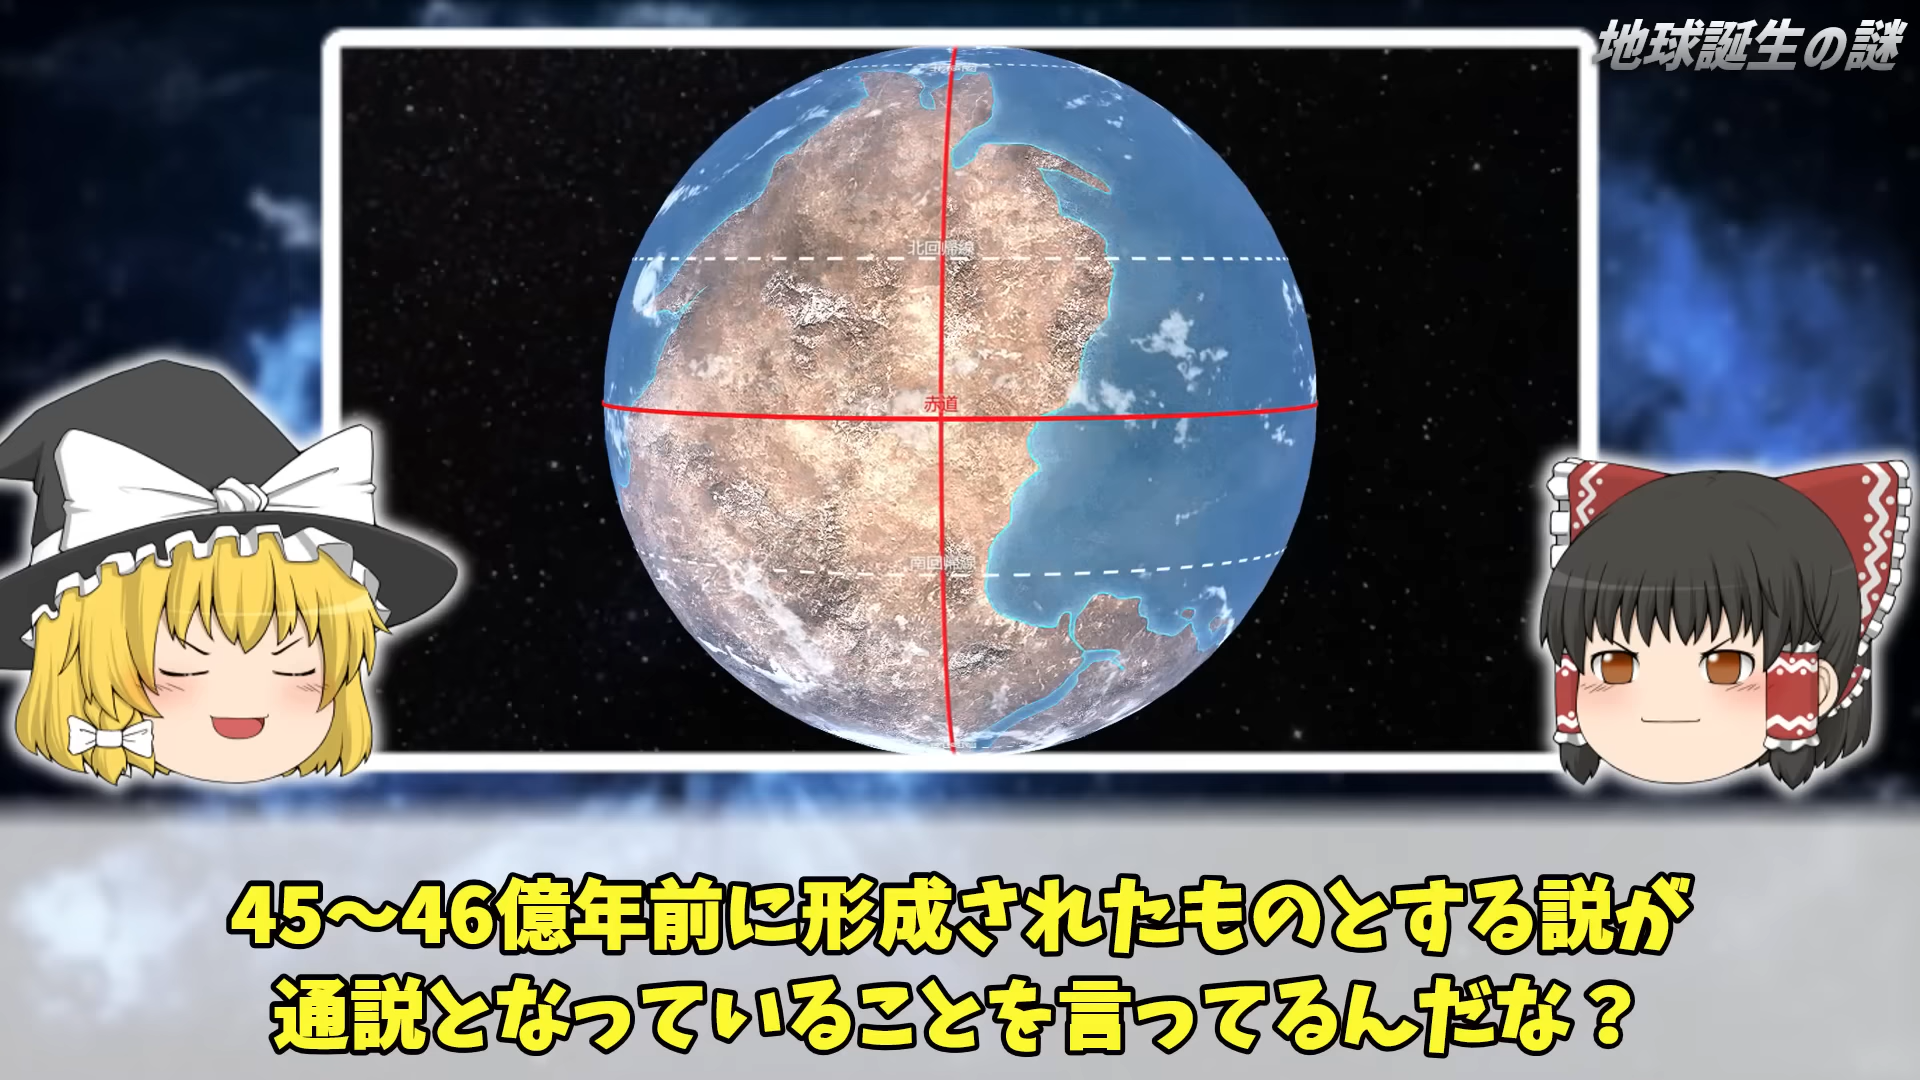 地球誕生の謎
北回帰線
赤道
南回帰線
45～46億年前に形成されたものとする説が
通説となっていることを言ってるんだな？